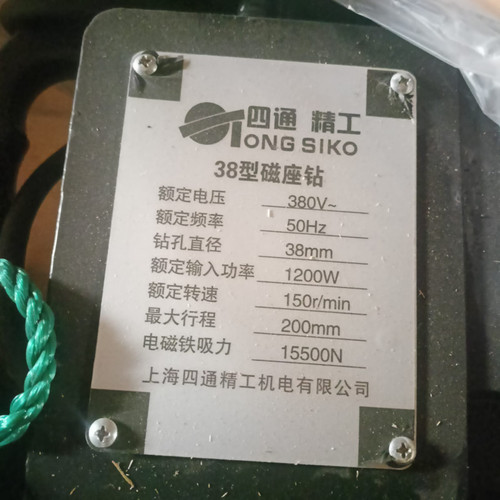 四通 精工
TONG SIKO
38型磁座钻
额定电压 380V~
额定频率 50Hz
钻孔直径 38mm
额定输入功率 1200W
额定转速 150r/min
最大行程 200mm
电磁铁吸力 15500N
上海四通精工机电有限公司